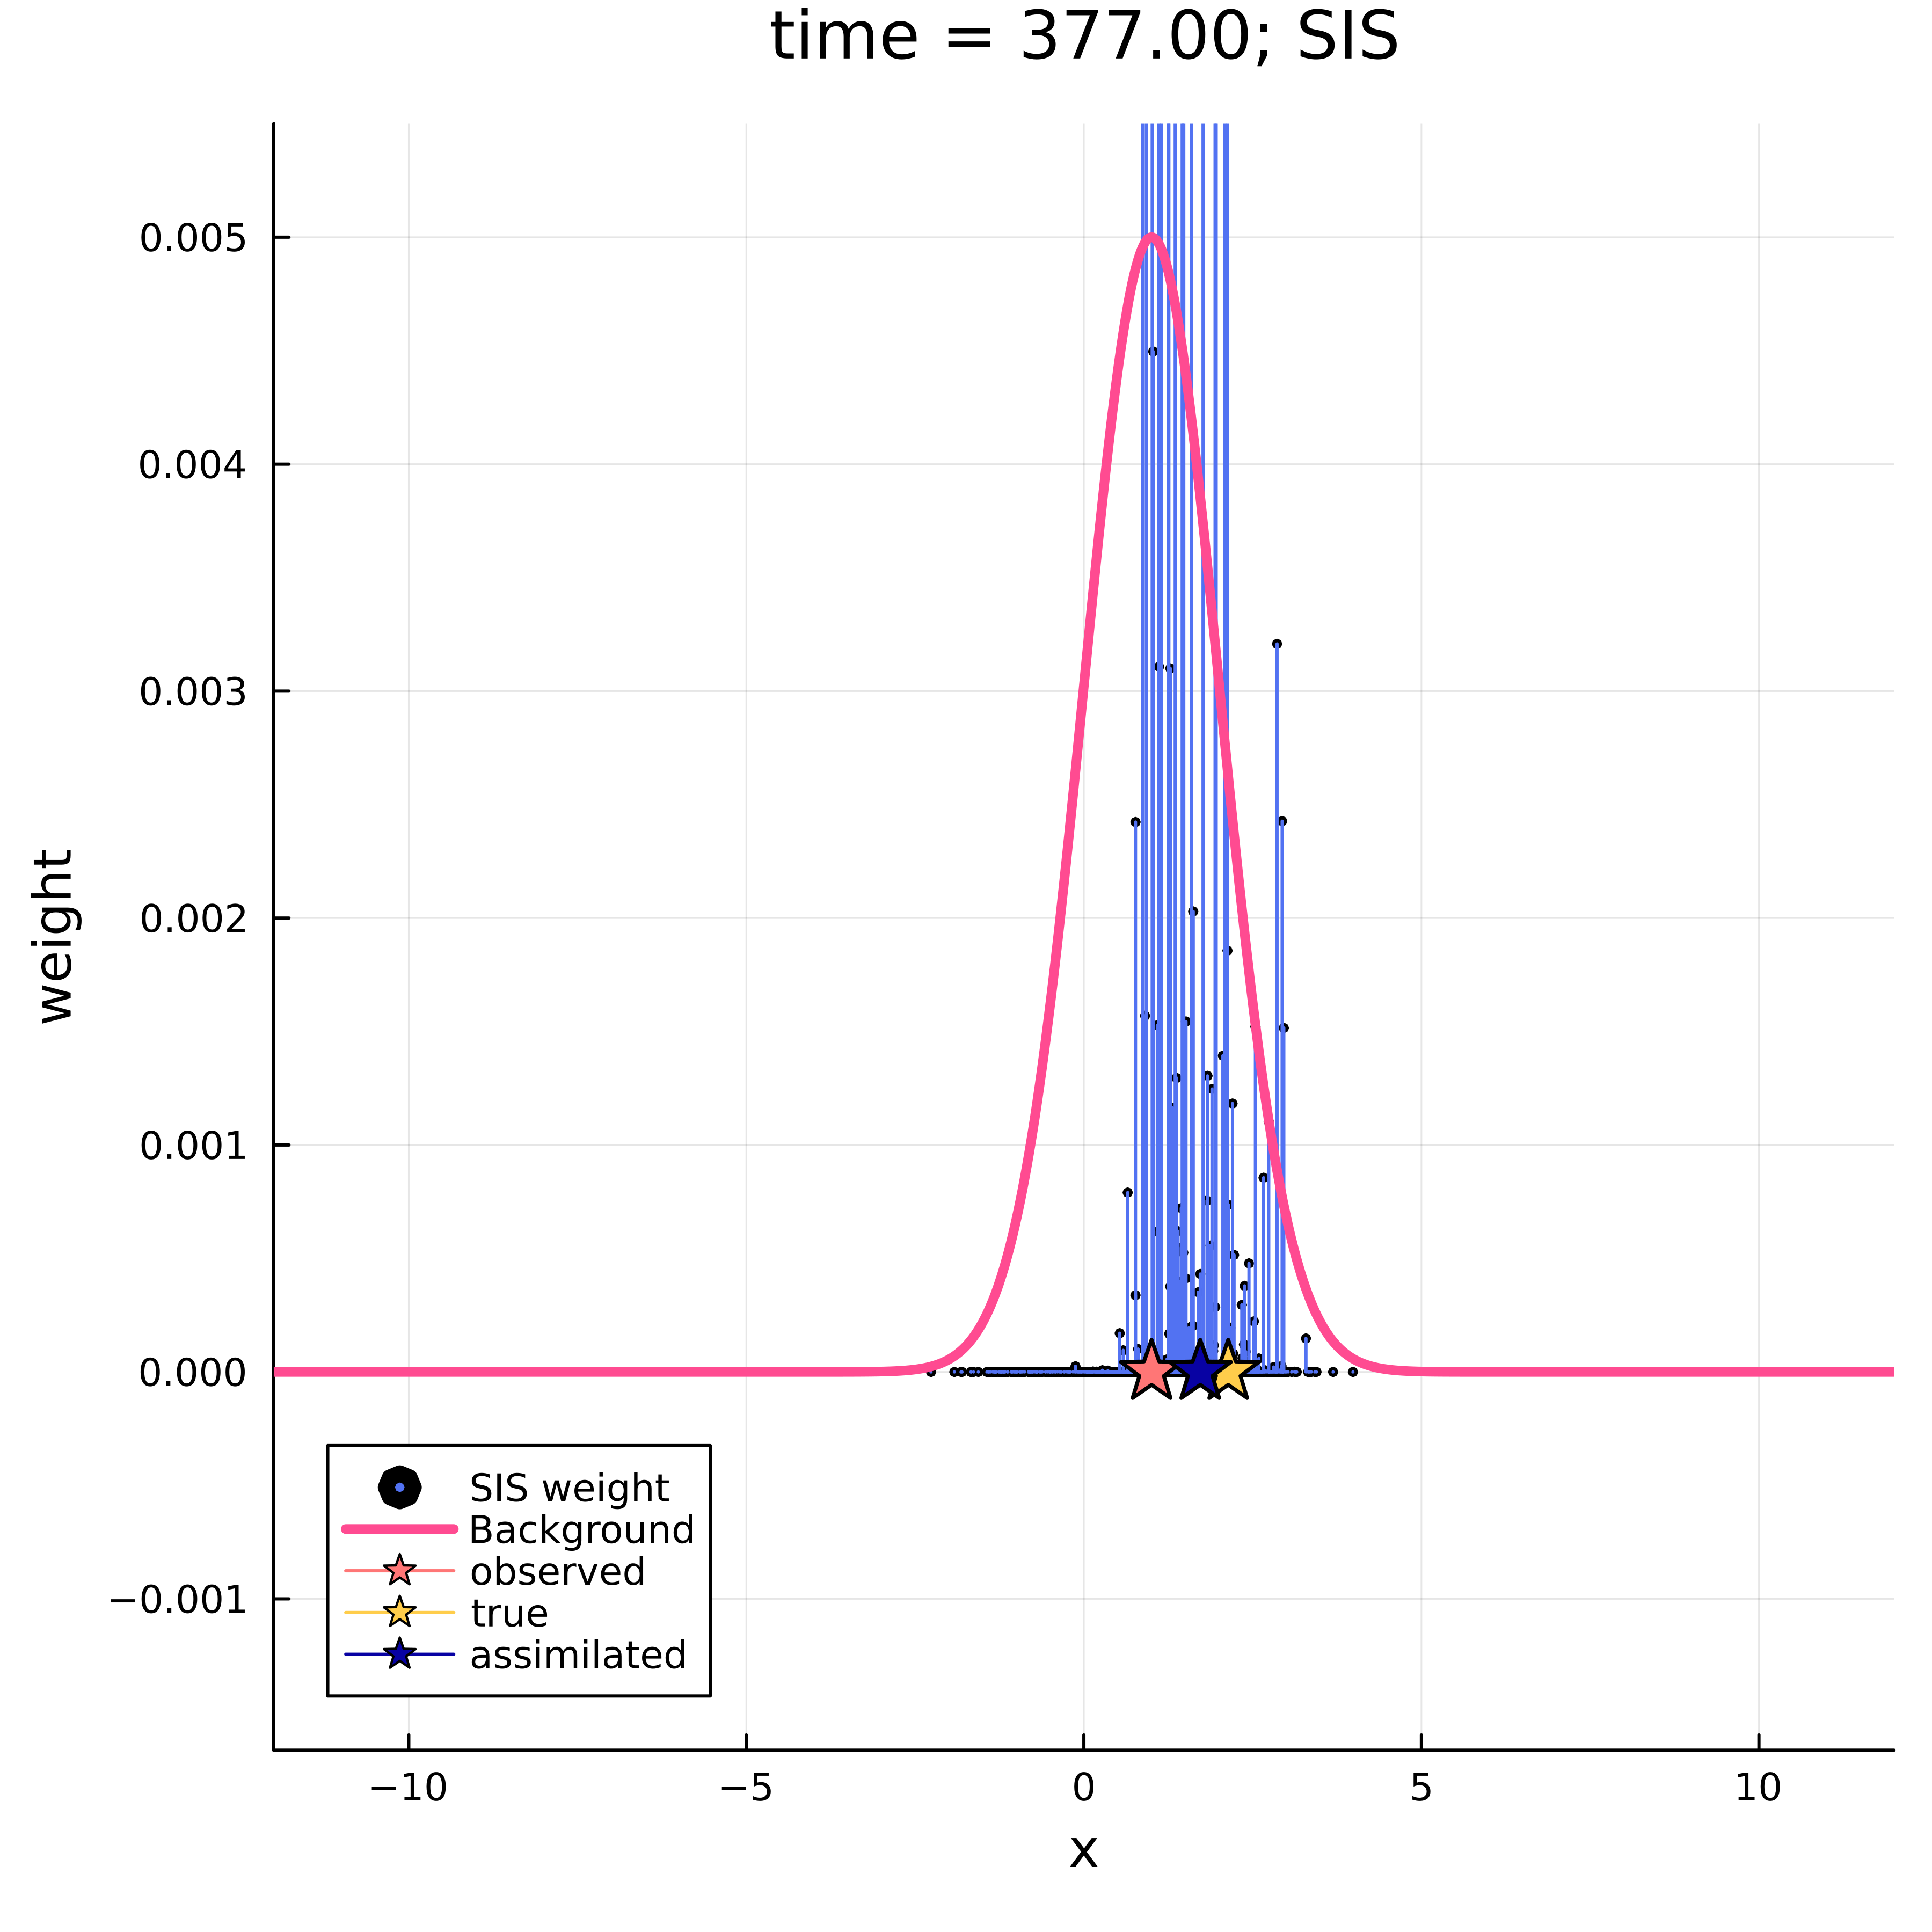 time = 377.00; SIS
0.005
0.004
0.003
0.002
0.001
0.000
−0.001
weight
SIS weight
Background
observed
true
assimilated
−10
−5
0
5
10
x